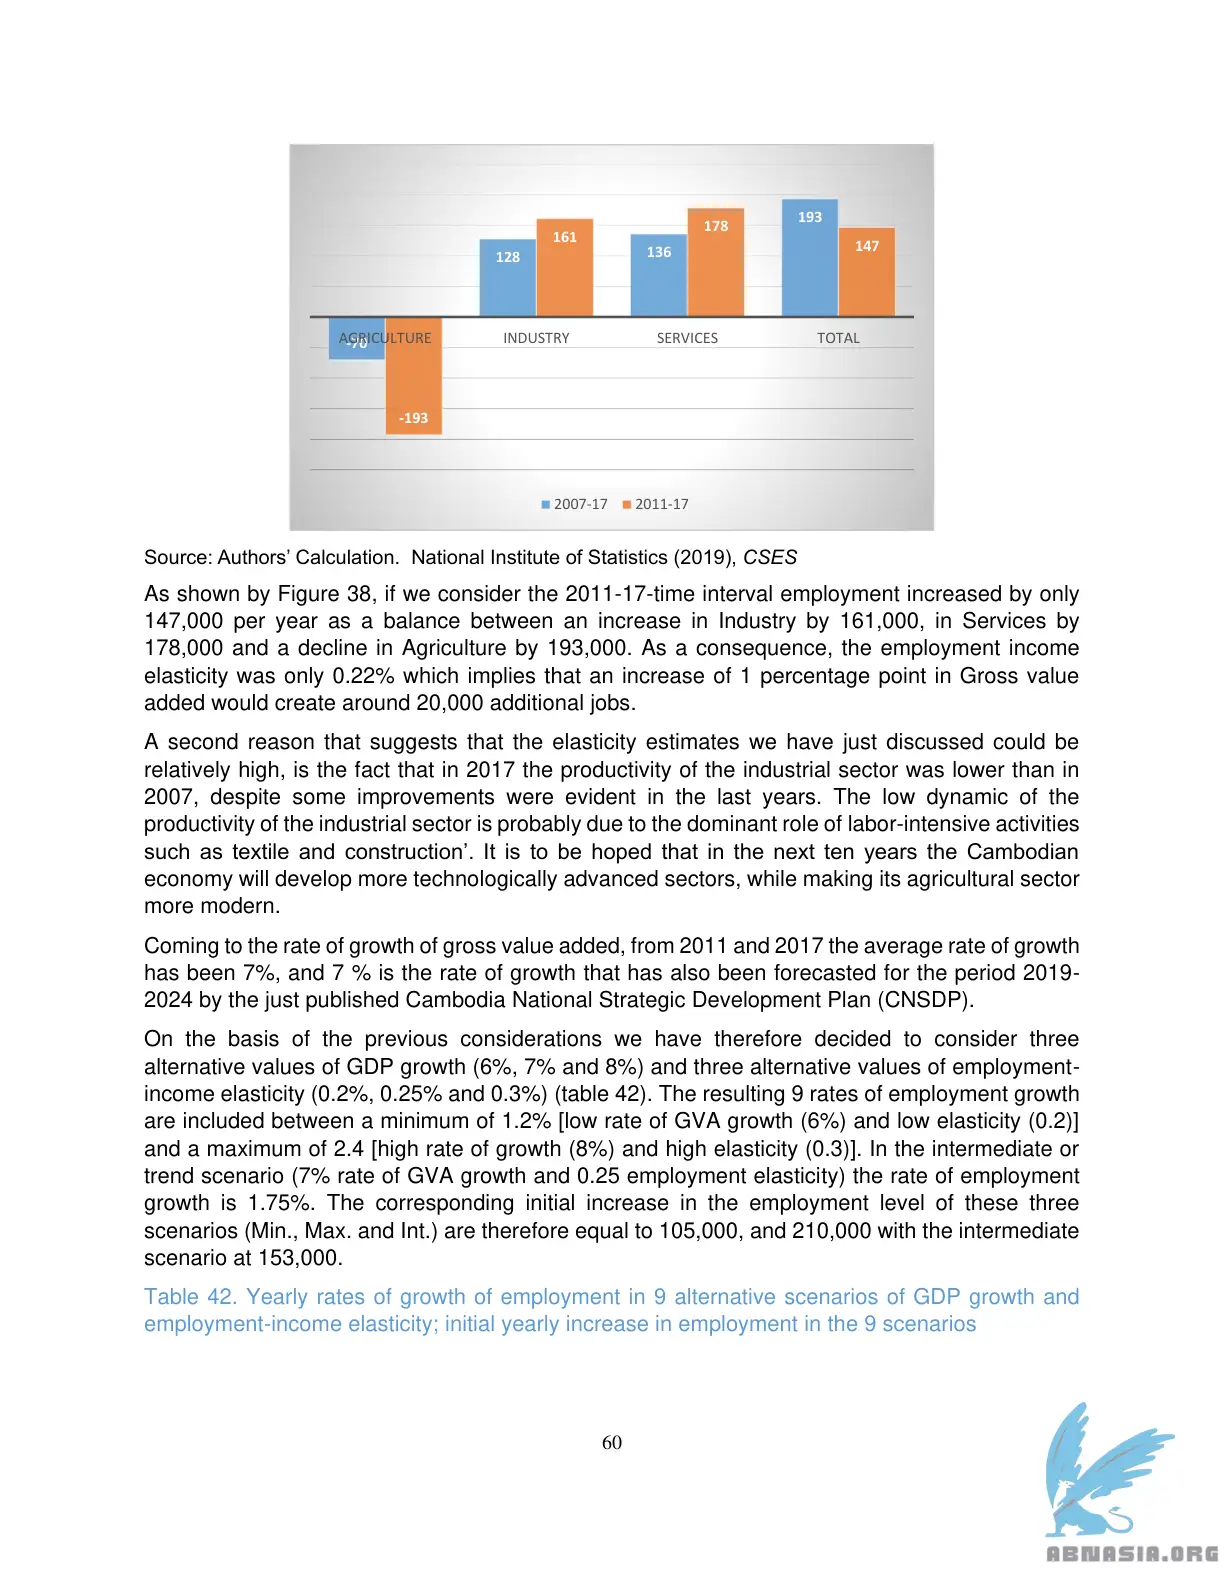 193
178
161
147
136
128
AGRICULTURE
INDUSTRY
SERVICES
TOTAL
-70
-193
2007-17
2011-17
Source: Authors’ Calculation.  National Institute of Statistics (2019), CSES
As shown by Figure 38, if we consider the 2011-17-time interval employment increased by only
147,000 per year as a balance between an increase in Industry by 161,000, in Services by
178,000 and a decline in Agriculture by 193,000. As a consequence, the employment income
elasticity was only 0.22% which implies that an increase of 1 percentage point in Gross value
added would create around 20,000 additional jobs.
A second reason that suggests that the elasticity estimates we have just discussed could be
relatively high, is the fact that in 2017 the productivity of the industrial sector was lower than in
2007, despite some improvements were evident in the last years. The low dynamic of the
productivity of the industrial sector is probably due to the dominant role of labor-intensive activities
such as textile and construction’. It is to be hoped that in the next ten years the Cambodian
economy will develop more technologically advanced sectors, while making its agricultural sector
more modern.
Coming to the rate of growth of gross value added, from 2011 and 2017 the average rate of growth
has been 7%, and 7 % is the rate of growth that has also been forecasted for the period 2019-
2024 by the just published Cambodia National Strategic Development Plan (CNSDP).
On the basis of the previous considerations we have therefore decided to consider three
alternative values of GDP growth (6%, 7% and 8%) and three alternative values of employment-
income elasticity (0.2%, 0.25% and 0.3%) (table 42). The resulting 9 rates of employment growth
are included between a minimum of 1.2% [low rate of GVA growth (6%) and low elasticity (0.2)]
and a maximum of 2.4 [high rate of growth (8%) and high elasticity (0.3)]. In the intermediate or
trend scenario (7% rate of GVA growth and 0.25 employment elasticity) the rate of employment
growth is 1.75%. The corresponding initial increase in the employment level of these three
scenarios (Min., Max. and Int.) are therefore equal to 105,000, and 210,000 with the intermediate
scenario at 153,000.
Table 42. Yearly rates of growth of employment in 9 alternative scenarios of GDP growth and
employment-income elasticity; initial yearly increase in employment in the 9 scenarios
60
ABNASIA.ORG